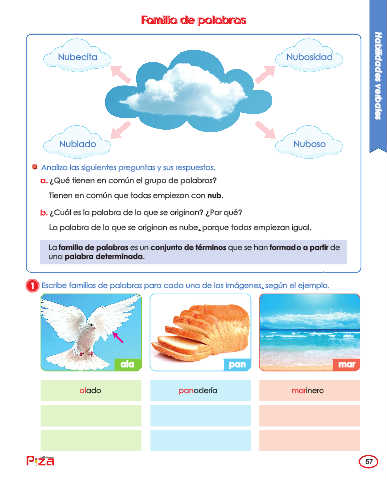 Familia de palabras
Habilidades verbales
Nubecita
Nubosidad
Nublado
Nuboso
Analiza las siguientes preguntas y sus respuestas.
a. ¿Qué tienen en común el grupo de palabras?
Tienen en común que todas empiezan con nub.
b. ¿Cuál es la palabra de la que se originan? ¿Por qué?
La palabra de la que se originan es nube, porque todas empiezan igual.
La familia de palabras es un conjunto de términos que se han formado a partir de
una palabra determinada.
1 Escribe familias de palabras para cada una de las imágenes, según el ejemplo.
ala
pan
mar
alado
panadería
marinero
Piza
57